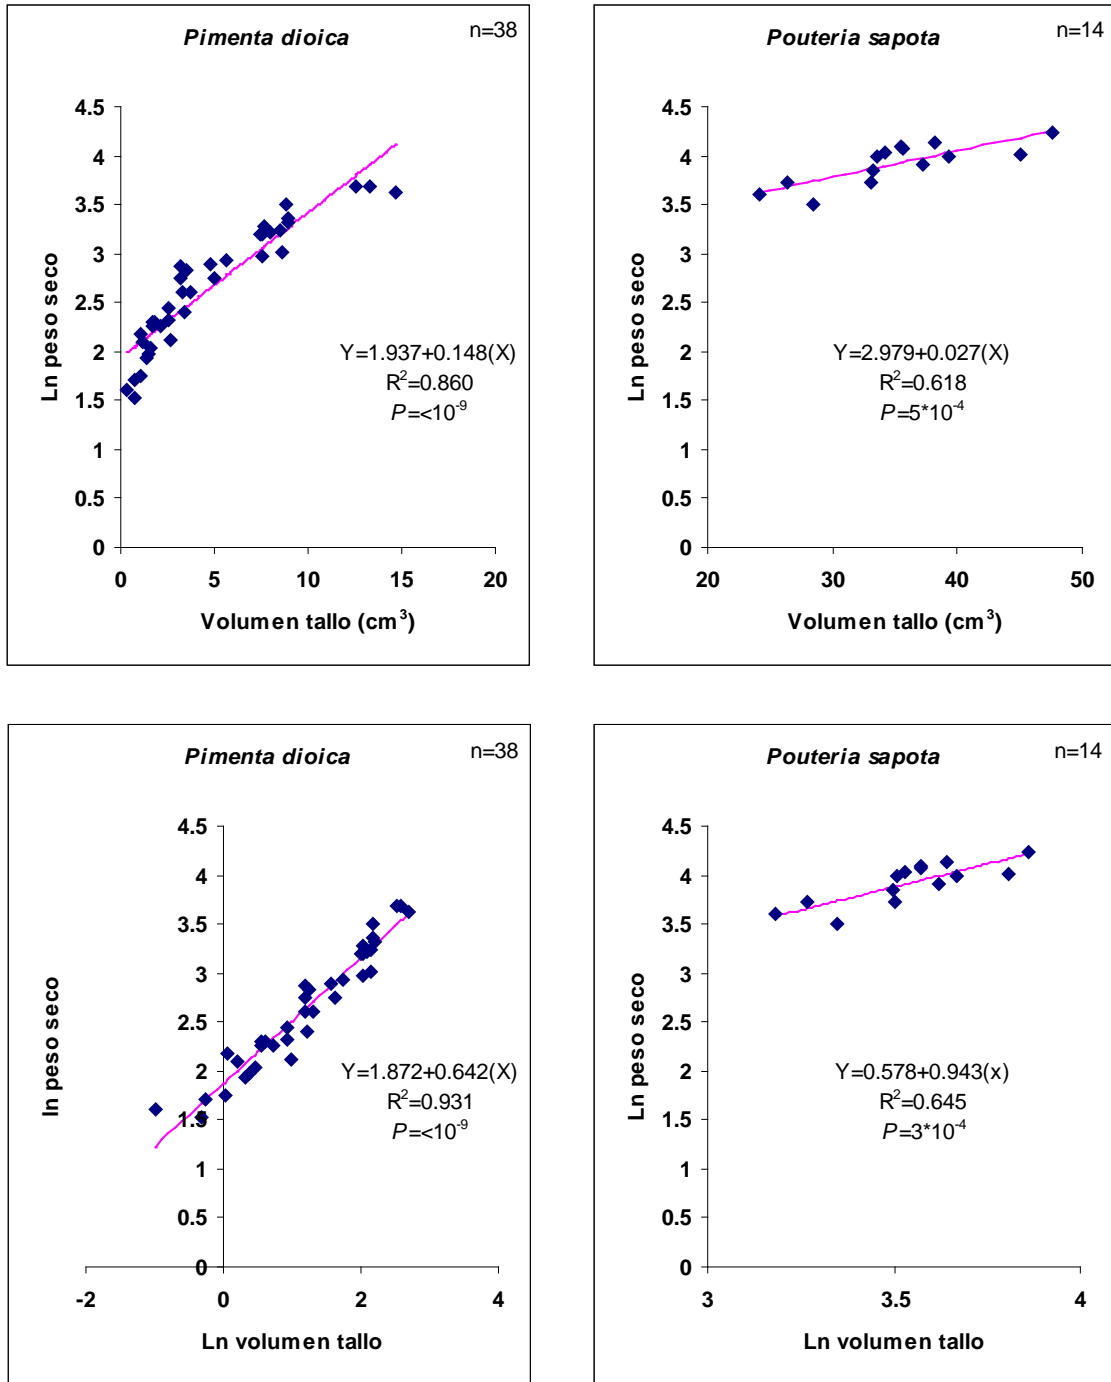 Pimenta dioica
n=38
Ln peso seco
4.5
4
3.5
3
2.5
2
1.5
1
0.5
0
Y=1.937+0.148(X)
R²=0.860
P=<10⁻⁹
0 5 10 15 20
Volumen tallo (cm³)
Pouteria sapota
n=14
Ln peso seco
4.5
4
3.5
3
2.5
2
1.5
1
0.5
0
Y=2.979+0.027(X)
R²=0.618
P=5*10⁻⁴
20 30 40 50
Volumen tallo (cm³)
Pimenta dioica
n=38
ln peso seco
4.5
4
3.5
3
2.5
2
1.5
1
0.5
0
Y=1.872+0.642(X)
R²=0.931
P=<10⁻⁹
-2 0 2 4
Ln volumen tallo
Pouteria sapota
n=14
Ln peso seco
4.5
4
3.5
3
2.5
2
1.5
1
0.5
0
Y=0.578+0.943(x)
R²=0.645
P=3*10⁻⁴
3 3.5 4
Ln volumen tallo